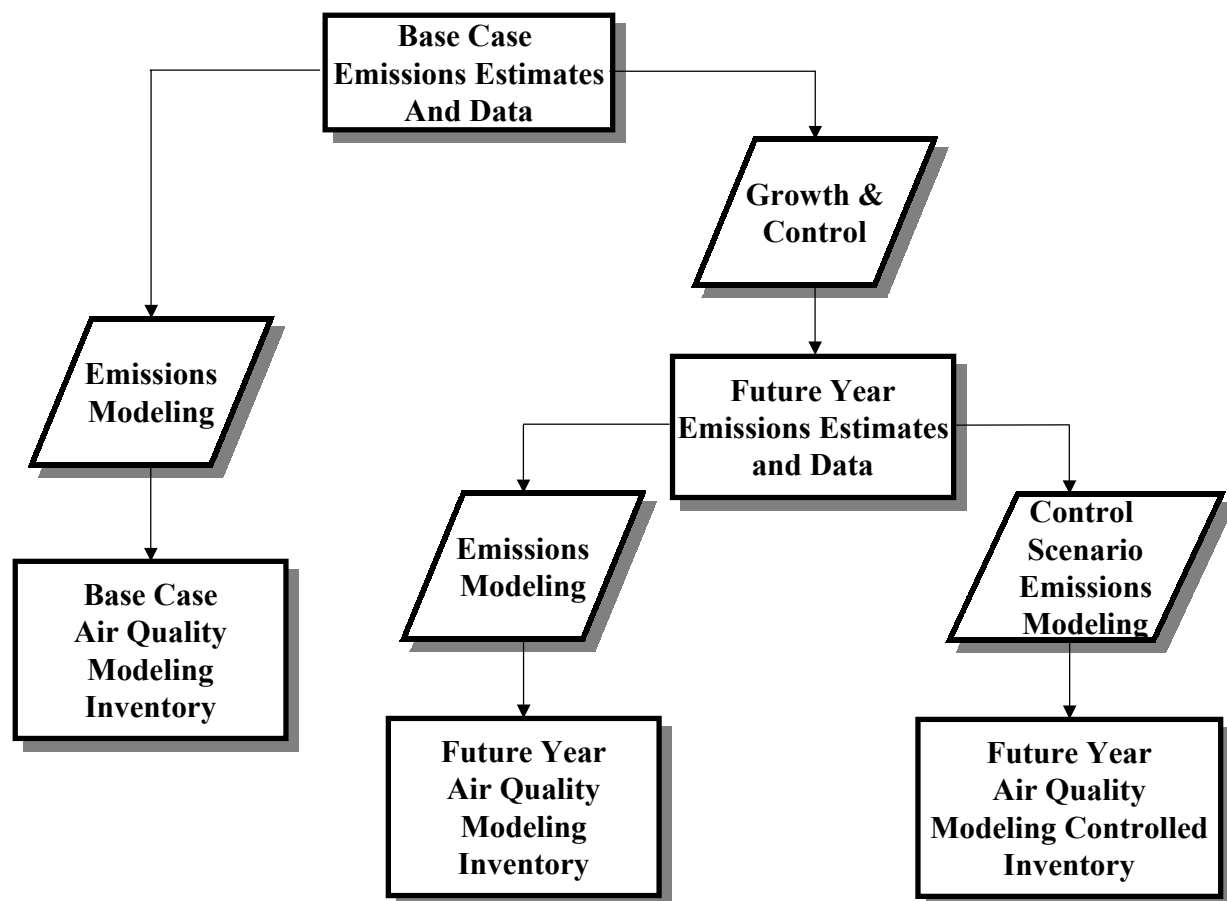 Base Case
Emissions Estimates
And Data
Growth &
Control
Emissions
Modeling
Future Year
Emissions Estimates
and Data
Emissions
Modeling
Control
Scenario
Emissions
Modeling
Base Case
Air Quality
Modeling
Inventory
Future Year
Air Quality
Modeling
Inventory
Future Year
Air Quality
Modeling Controlled
Inventory